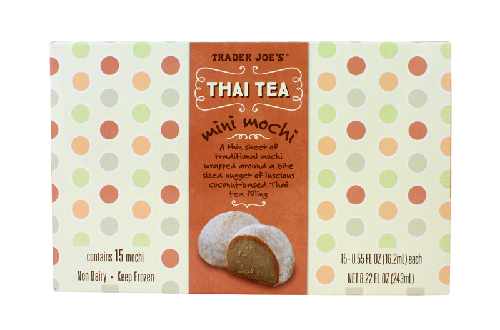 TRADER JOE'S
THAI TEA
mini mochi
A thin sheet of
traditional mochi
wrapped around a bite
sized nugget of luscious
coconut-based Thai
tea filling
contains 15 mochi
Non Dairy • Keep Frozen
15 - 0.55 FL OZ (16.2mL) each
NET 8.22 FL OZ (243mL)